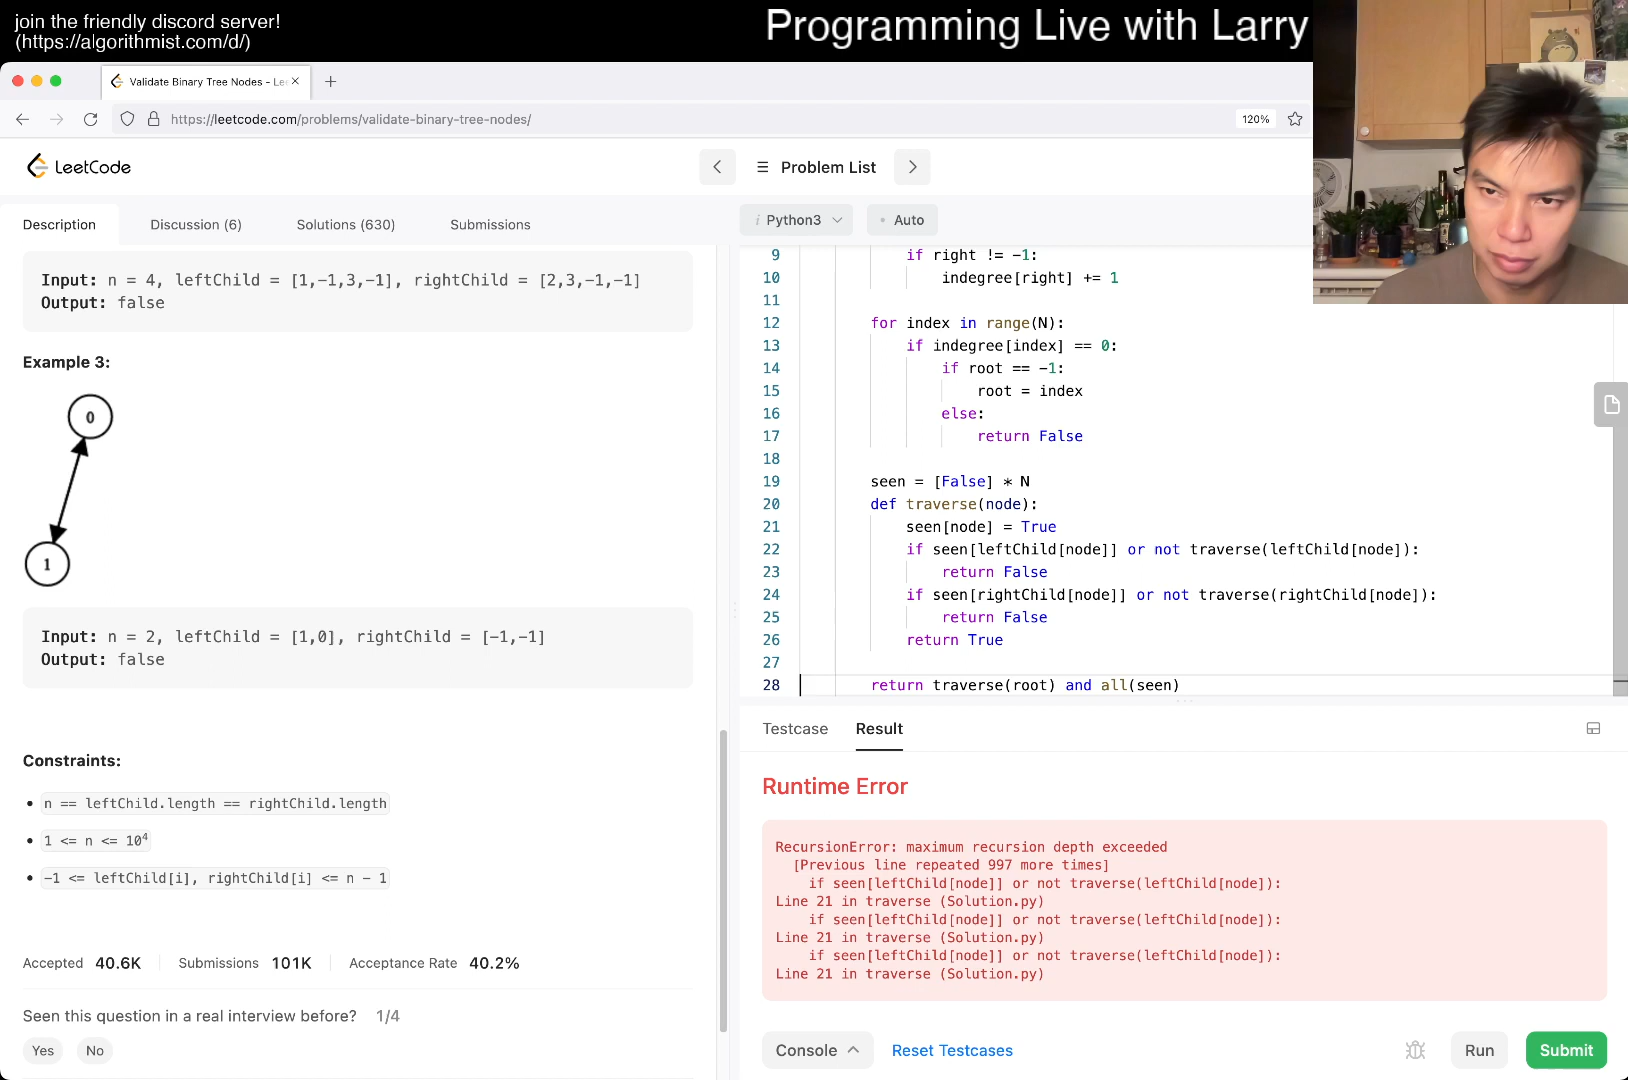 join the friendly discord server!
(https://algorithmist.com/d/)
Programming Live with Larry
Validate Binary Tree Nodes - Le
https://leetcode.com/problems/validate-binary-tree-nodes/
120%
LeetCode
Problem List
Description
Discussion (6)
Solutions (630)
Submissions
i Python3
Auto
Input: n = 4, leftChild = [1,-1,3,-1], rightChild = [2,3,-1,-1]
Output: false
Example 3:
0
1
Input: n = 2, leftChild = [1,0], rightChild = [-1,-1]
Output: false
Constraints:
n == leftChild.length == rightChild.length
1 <= n <= 10^4
-1 <= leftChild[i], rightChild[i] <= n - 1
Accepted 40.6K
Submissions 101K
Acceptance Rate 40.2%
Seen this question in a real interview before? 1/4
Yes
No
9 if right != -1:
10 indegree[right] += 1
11
12 for index in range(N):
13 if indegree[index] == 0:
14 if root == -1:
15 root = index
16 else:
17 return False
18
19 seen = [False] * N
20 def traverse(node):
21 seen[node] = True
22 if seen[leftChild[node]] or not traverse(leftChild[node]):
23 return False
24 if seen[rightChild[node]] or not traverse(rightChild[node]):
25 return False
26 return True
27
28 return traverse(root) and all(seen)
Testcase
Result
Runtime Error
RecursionError: maximum recursion depth exceeded
[Previous line repeated 997 more times]
if seen[leftChild[node]] or not traverse(leftChild[node]):
Line 21 in traverse (Solution.py)
if seen[leftChild[node]] or not traverse(leftChild[node]):
Line 21 in traverse (Solution.py)
if seen[leftChild[node]] or not traverse(leftChild[node]):
Line 21 in traverse (Solution.py)
Console
Reset Testcases
Run
Submit